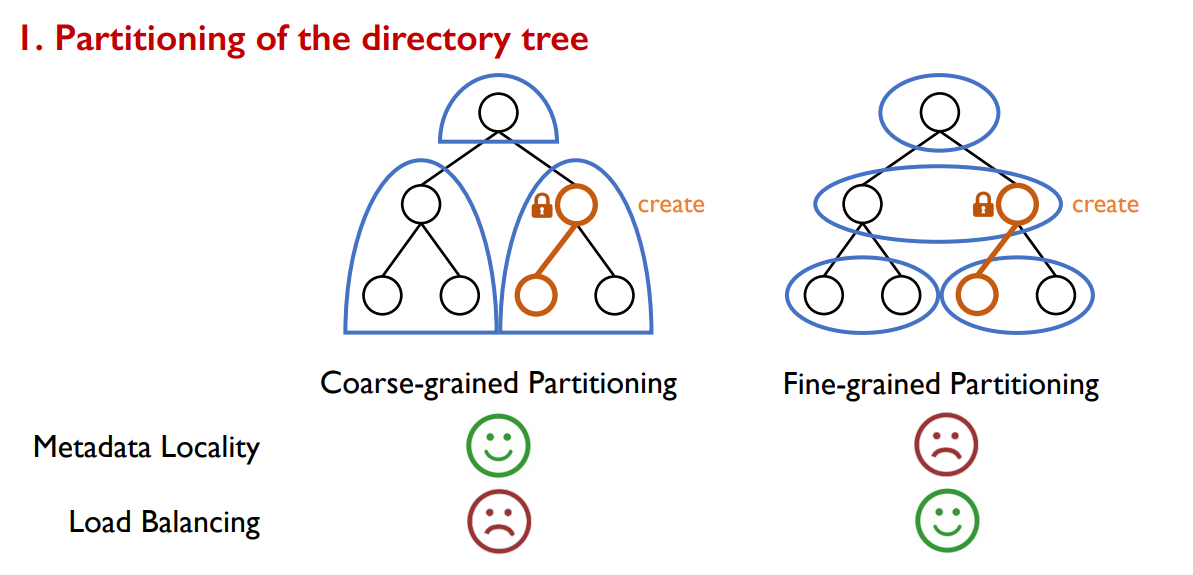 1. Partitioning of the directory tree
create
create
Coarse-grained Partitioning
Fine-grained Partitioning
Metadata Locality
Load Balancing